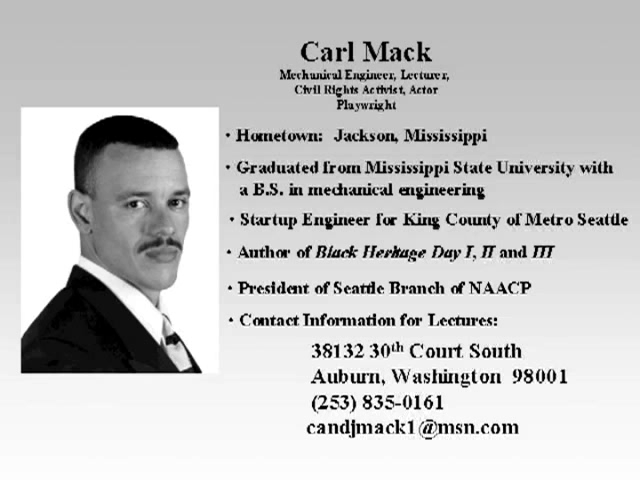 Carl Mack
Mechanical Engineer, Lecturer,
Civil Rights Activist, Actor
Playwright
• Hometown: Jackson, Mississippi
• Graduated from Mississippi State University with
a B.S. in mechanical engineering
• Startup Engineer for King County of Metro Seattle
• Author of Black Heritage Day I, II and III
• President of Seattle Branch of NAACP
• Contact Information for Lectures:
38132 30th Court South
Auburn, Washington 98001
(253) 835-0161
candjmack1@msn.com